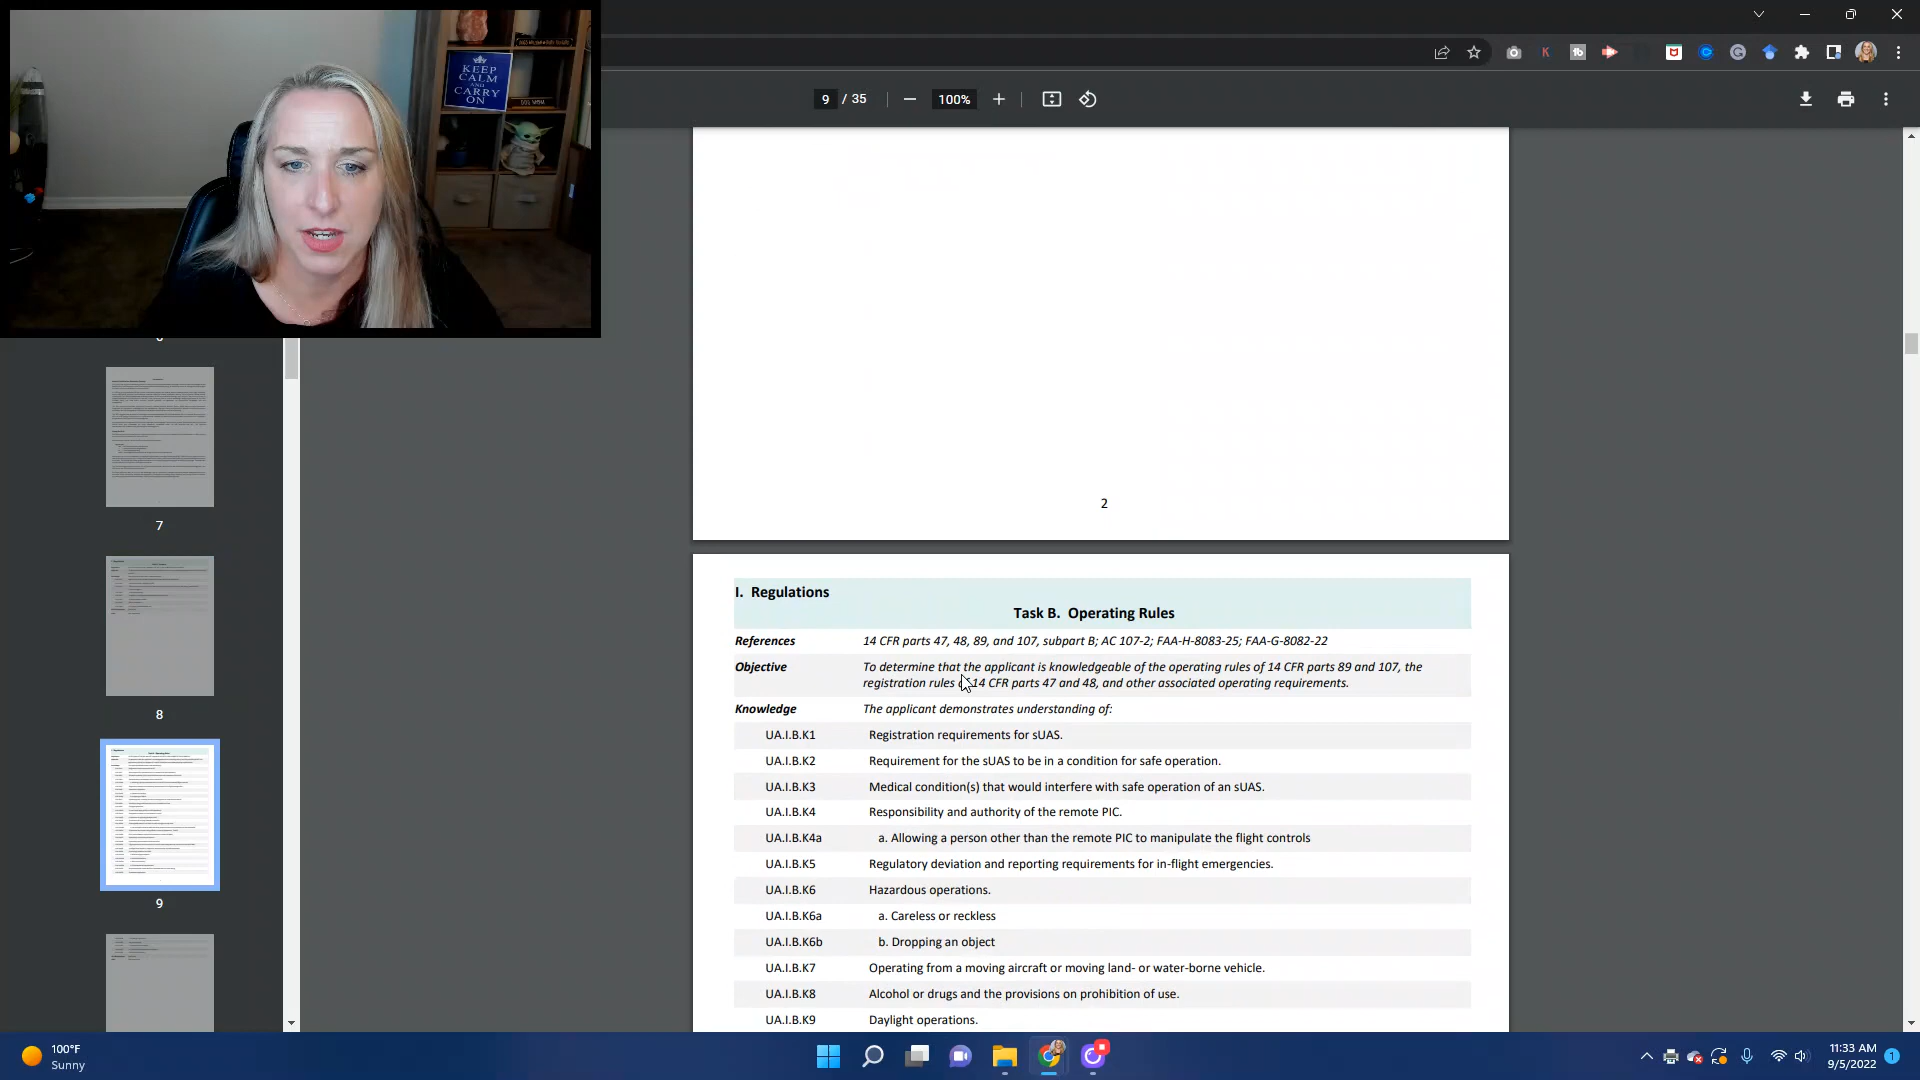 KEEP
CALM
AND
CARRY
ON
9 / 35
100%
2
I. Regulations
Task B. Operating Rules
References 14 CFR parts 47, 48, 89, and 107, subpart B; AC 107-2; FAA-H-8083-25; FAA-G-8082-22
Objective To determine that the applicant is knowledgeable of the operating rules of 14 CFR parts 89 and 107, the
registration rules of 14 CFR parts 47 and 48, and other associated operating requirements.
Knowledge The applicant demonstrates understanding of:
UA.I.B.K1 Registration requirements for sUAS.
UA.I.B.K2 Requirement for the sUAS to be in a condition for safe operation.
UA.I.B.K3 Medical condition(s) that would interfere with safe operation of an sUAS.
UA.I.B.K4 Responsibility and authority of the remote PIC.
UA.I.B.K4a a. Allowing a person other than the remote PIC to manipulate the flight controls
UA.I.B.K5 Regulatory deviation and reporting requirements for in-flight emergencies.
UA.I.B.K6 Hazardous operations.
UA.I.B.K6a a. Careless or reckless
UA.I.B.K6b b. Dropping an object
UA.I.B.K7 Operating from a moving aircraft or moving land- or water-borne vehicle.
UA.I.B.K8 Alcohol or drugs and the provisions on prohibition of use.
UA.I.B.K9 Daylight operations.
7
8
9
100°F
Sunny
11:33 AM
9/5/2022
1